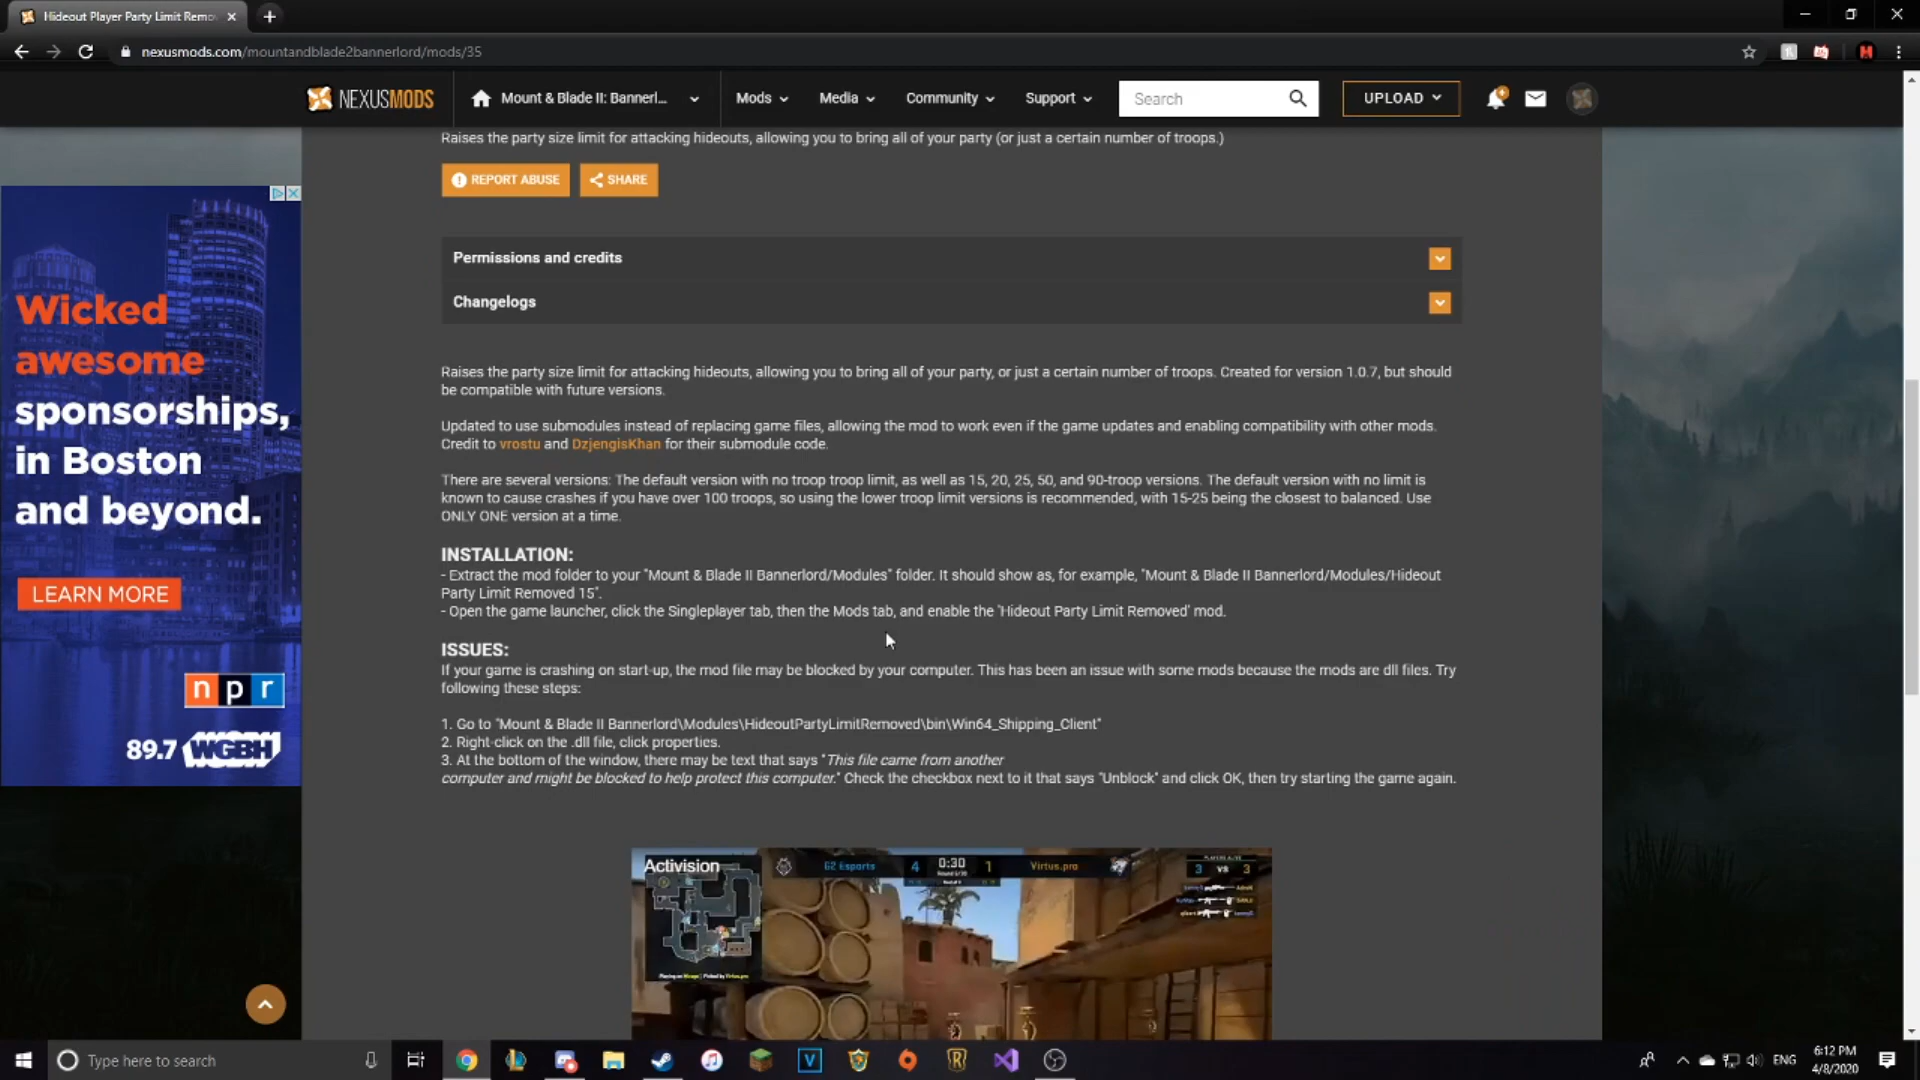 Hideout Player Party Limit Remo
nexusmods.com/mountandblade2bannerlord/mods/35
NEXUSMODS
Mount & Blade II: Bannerl...
Mods
Media
Community
Support
Search
UPLOAD
Raises the party size limit for attacking hideouts, allowing you to bring all of your party (or just a certain number of troops.)
REPORT ABUSE
SHARE
Permissions and credits
Changelogs
Raises the party size limit for attacking hideouts, allowing you to bring all of your party, or just a certain number of troops. Created for version 1.0.7, but should
be compatible with future versions.
Updated to use submodules instead of replacing game files, allowing the mod to work even if the game updates and enabling compatibility with other mods.
Credit to vrostu and DzjengisKhan for their submodule code.
There are several versions: The default version with no troop troop limit, as well as 15, 20, 25, 50, and 90-troop versions. The default version with no limit is
known to cause crashes if you have over 100 troops, so using the lower troop limit versions is recommended, with 15-25 being the closest to balanced. Use
ONLY ONE version at a time.
INSTALLATION:
- Extract the mod folder to your "Mount & Blade II Bannerlord/Modules" folder. It should show as, for example, "Mount & Blade II Bannerlord/Modules/Hideout
Party Limit Removed 15".
- Open the game launcher, click the Singleplayer tab, then the Mods tab, and enable the 'Hideout Party Limit Removed' mod.
ISSUES:
If your game is crashing on start-up, the mod file may be blocked by your computer. This has been an issue with some mods because the mods are dll files. Try
following these steps:
1. Go to "Mount & Blade II Bannerlord\Modules\HideoutPartyLimitRemoved\bin\Win64_Shipping_Client"
2. Right-click on the .dll file, click properties.
3. At the bottom of the window, there may be text that says "This file came from another
computer and might be blocked to help protect this computer." Check the checkbox next to it that says "Unblock" and click OK, then try starting the game again.
Wicked
awesome
sponsorships,
in Boston
and beyond.
LEARN MORE
npr
89.7 WGBH
Activision
G2 Esports
4
0:30
1
Virtus.pro
3 VS 3
Type here to search
ENG
6:12 PM
4/8/2020